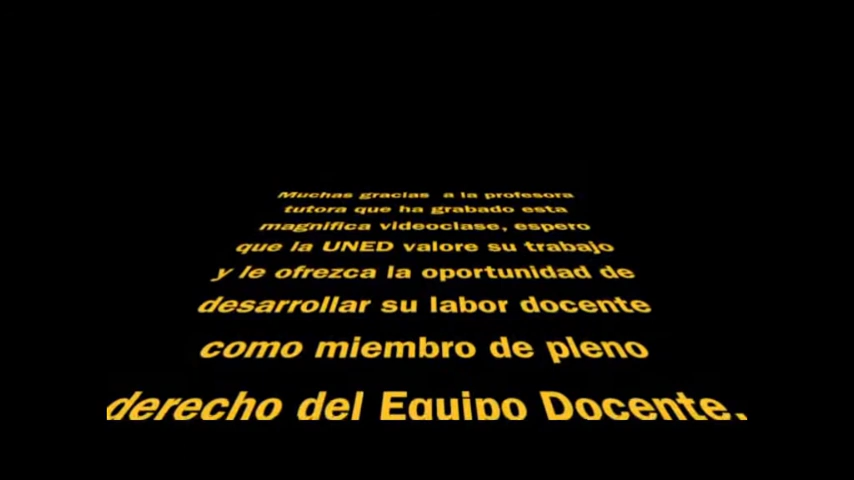 Muchas gracias a la profesora
tutora que ha grabado esta
magnifica videoclase, espero
que la UNED valore su trabajo
y le ofrezca la oportunidad de
desarrollar su labor docente
como miembro de pleno
derecho del Equipo Docente.